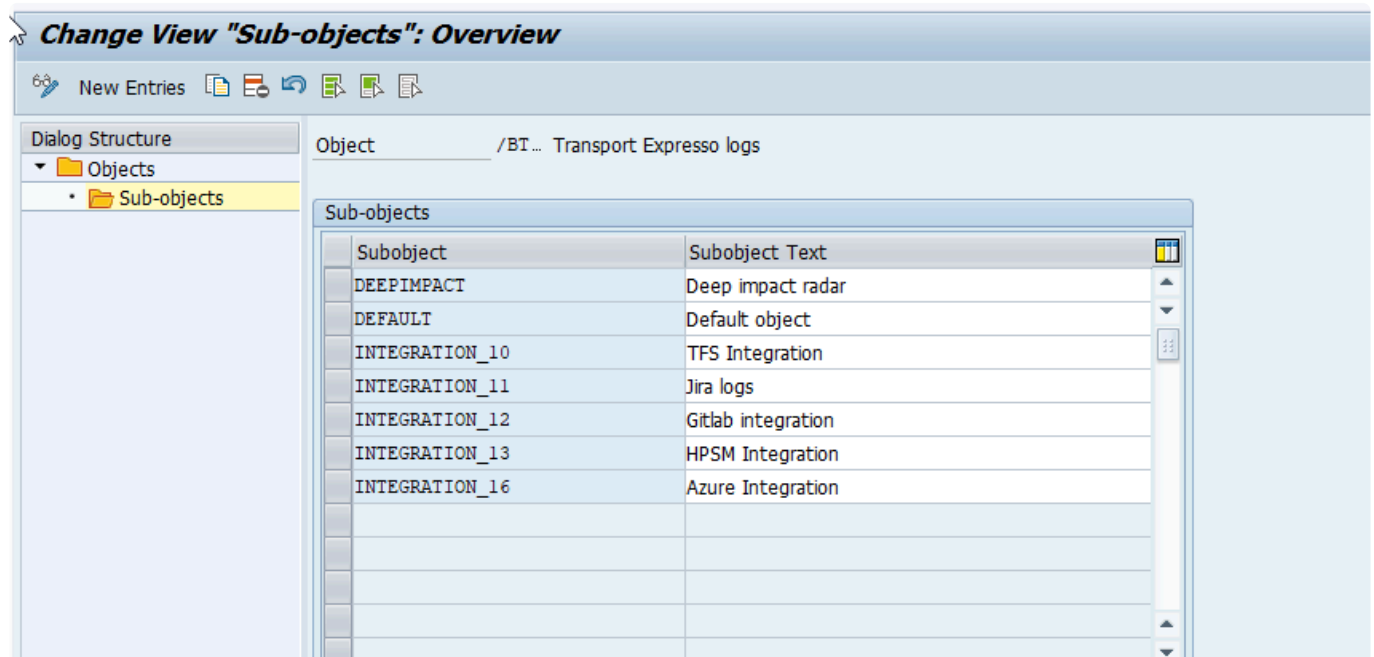 Change View "Sub-objects": Overview
New Entries
Dialog Structure
Objects
Sub-objects
Object /BT… Transport Expresso logs
Sub-objects
Subobject Subobject Text
DEEPIMPACT Deep impact radar
DEFAULT Default object
INTEGRATION_10 TFS Integration
INTEGRATION_11 Jira logs
INTEGRATION_12 Gitlab integration
INTEGRATION_13 HPSM Integration
INTEGRATION_16 Azure Integration